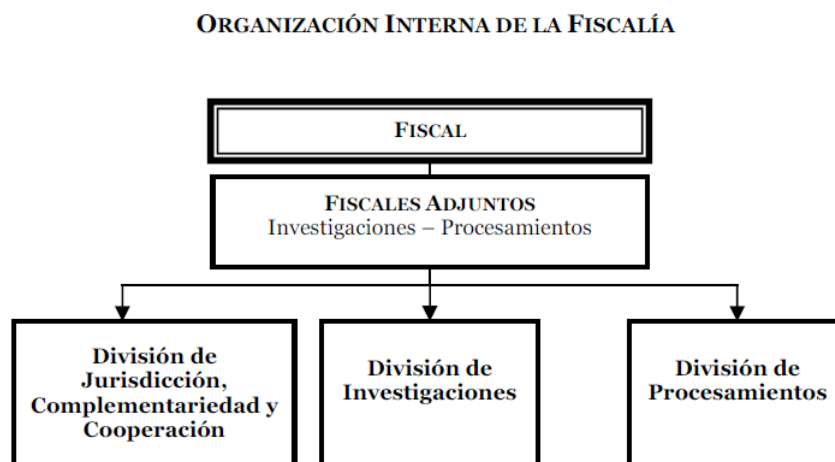 ORGANIZACIÓN INTERNA DE LA FISCALÍA
FISCAL
FISCALES ADJUNTOS
Investigaciones – Procesamientos
División de
Jurisdicción,
Complementariedad y
Cooperación
División de
Investigaciones
División de
Procesamientos